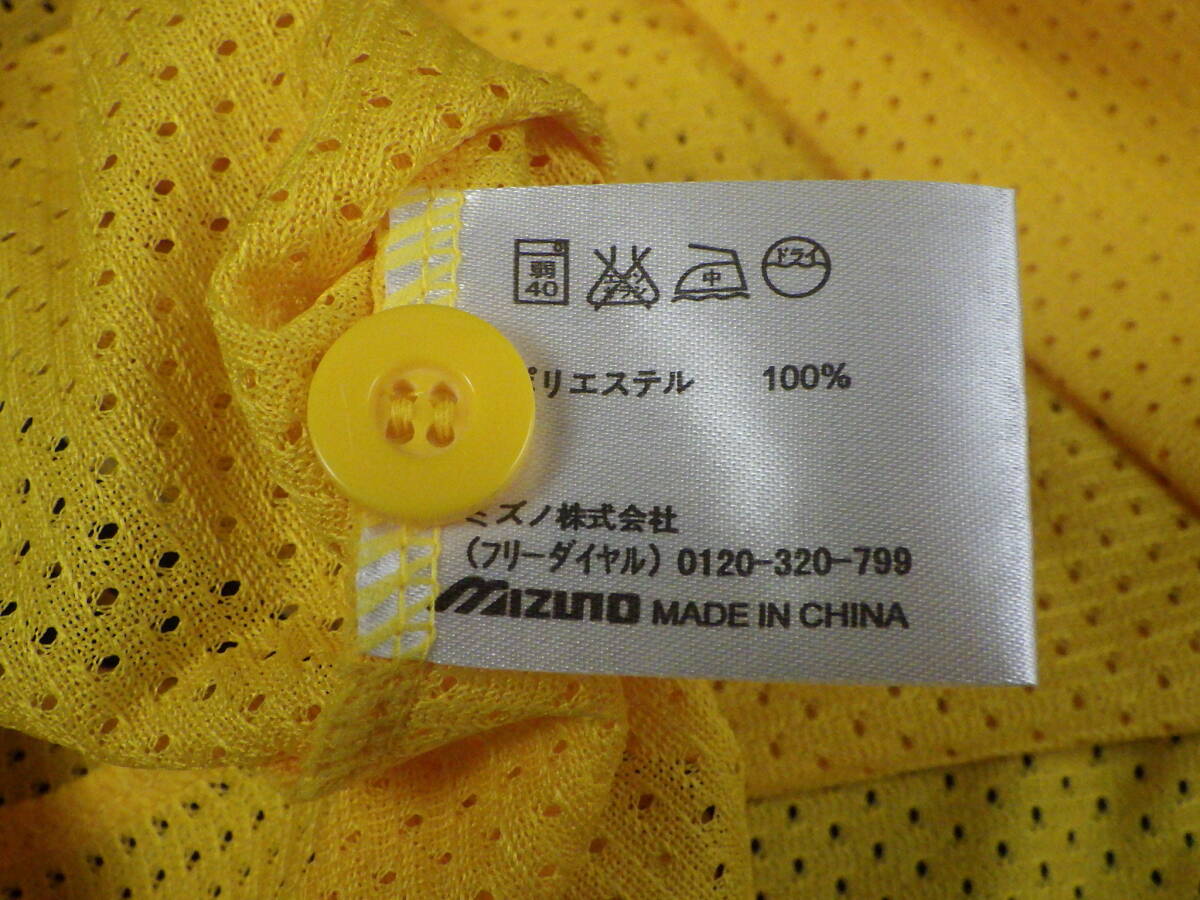 弱 中 ドライ
40
ポリエステル 100%
ミズノ株式会社
(フリーダイヤル) 0120-320-799
MIZUNO MADE IN CHINA